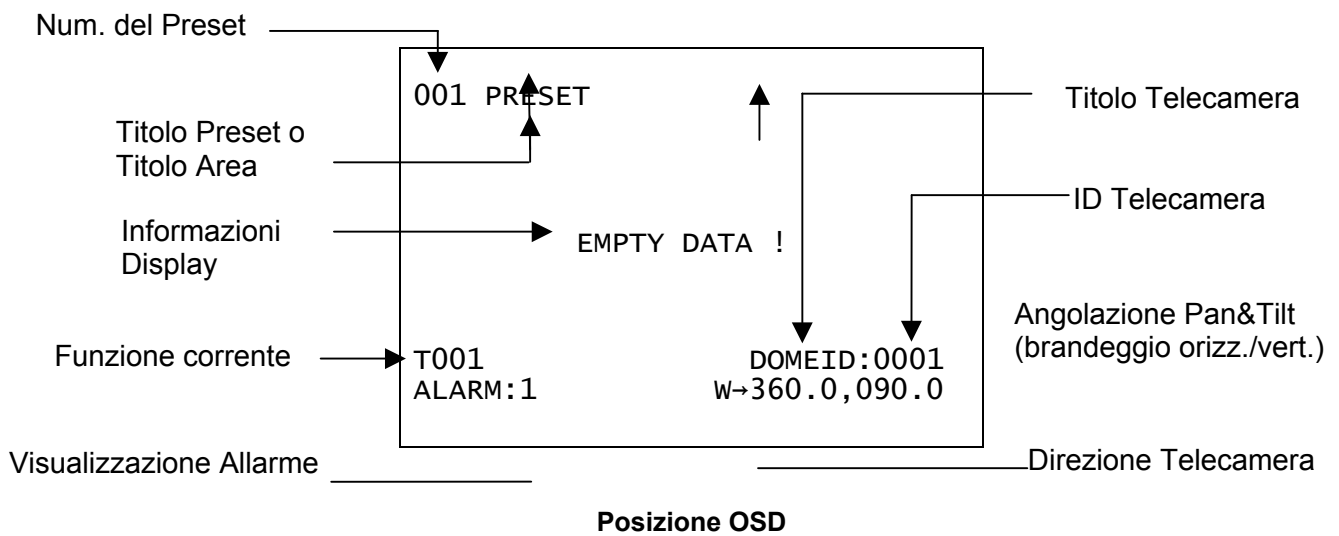 Num. del Preset
001 PRESET
Titolo Telecamera
Titolo Preset o
Titolo Area
ID Telecamera
Informazioni
Display
EMPTY DATA !
Angolazione Pan&Tilt
(brandeggio orizz./vert.)
Funzione corrente
T001
DOMEID:0001
ALARM:1
W→360.0,090.0
Visualizzazione Allarme
Direzione Telecamera
Posizione OSD